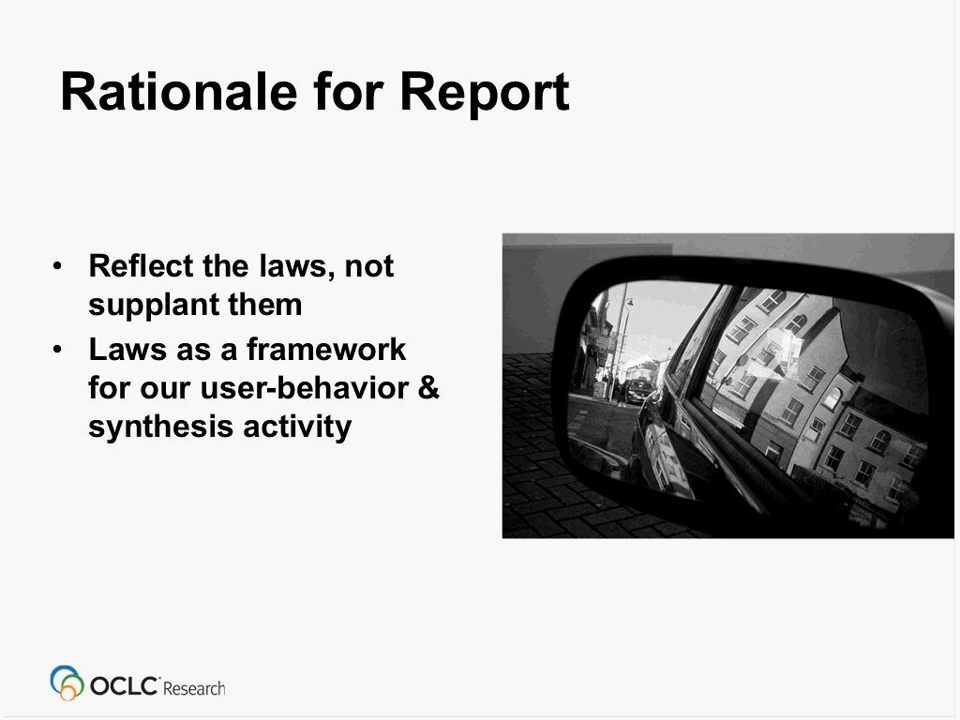 Rationale for Report
• Reflect the laws, not
supplant them
• Laws as a framework
for our user-behavior &
synthesis activity
OCLC Research